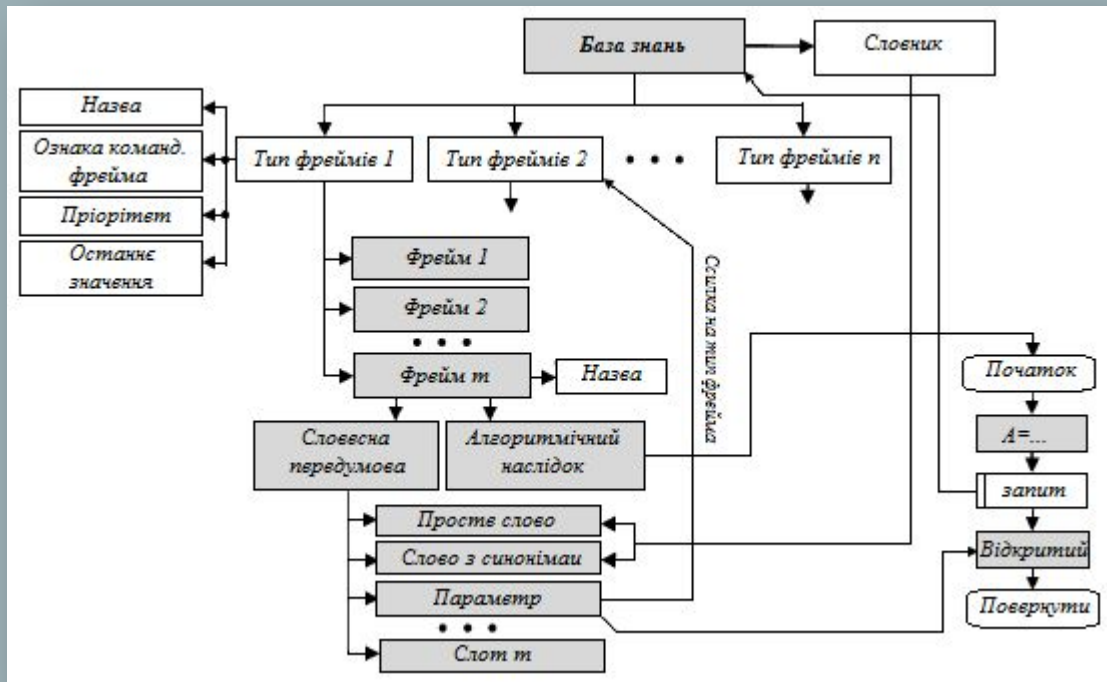 База знань
Словник
Назва
Ознака команд.
фрейма
Пріорітет
Останнє
значення
Тип фреймів 1
Тип фреймів 2
• • •
Тип фреймів n
Фрейм 1
Фрейм 2
• • •
Фрейм m
Назва
Ссилка на тип фрейма
Словесна
передумова
Алгоритмічний
наслідок
Просте слово
Слово з синонімаи
Параметр
• • •
Слот m
Початок
A=...
запит
Відкритий
Повернути